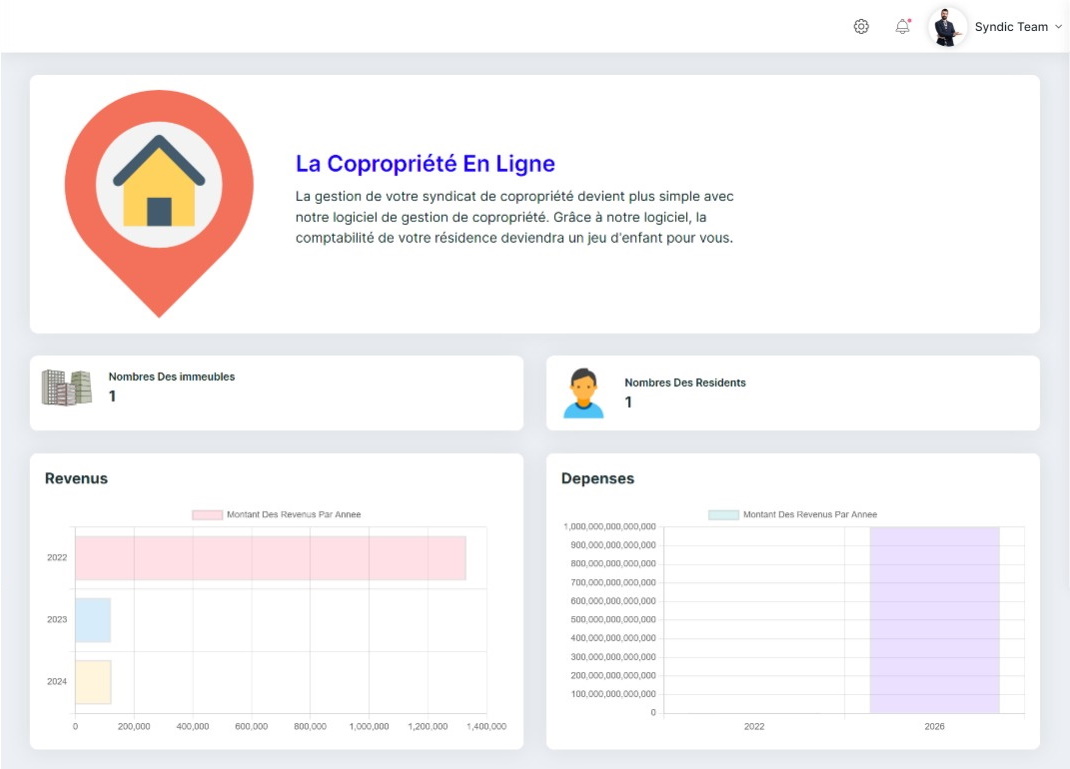 Syndic Team
La Copropriété En Ligne
La gestion de votre syndicat de copropriété devient plus simple avec
notre logiciel de gestion de copropriété. Grâce à notre logiciel, la
comptabilité de votre résidence deviendra un jeu d'enfant pour vous.
Nombres Des immeubles
1
Nombres Des Residents
1
Revenus
Montant Des Revenus Par Annee
2022
2023
2024
0 200,000 400,000 600,000 800,000 1,000,000 1,200,000 1,400,000
Depenses
Montant Des Revenus Par Annee
1,000,000,000,000,000
900,000,000,000,000
800,000,000,000,000
700,000,000,000,000
600,000,000,000,000
500,000,000,000,000
400,000,000,000,000
300,000,000,000,000
200,000,000,000,000
100,000,000,000,000
0
2022 2026